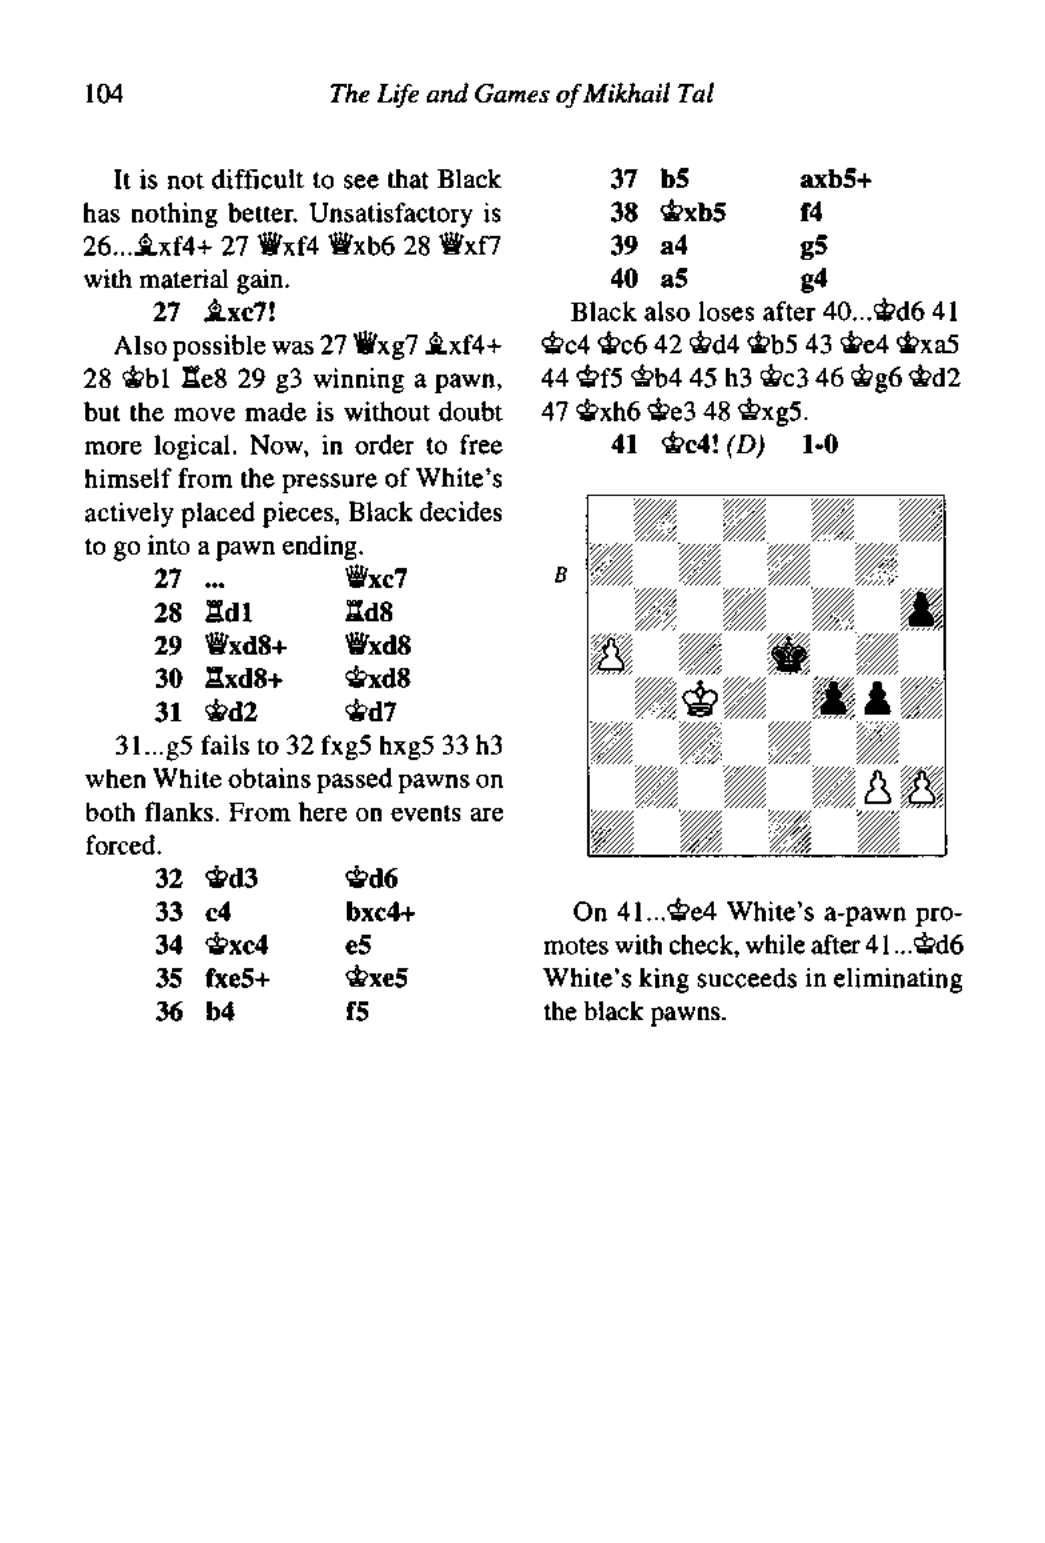 104 The Life and Games of Mikhail Tal
It is not difficult to see that Black
has nothing better. Unsatisfactory is
26...♗xf4+ 27 ♕xf4 ♕xb6 28 ♕xf7
with material gain.
27 ♗xc7!
Also possible was 27 ♕xg7 ♗xf4+
28 ♔b1 ♖e8 29 g3 winning a pawn,
but the move made is without doubt
more logical. Now, in order to free
himself from the pressure of White's
actively placed pieces, Black decides
to go into a pawn ending.
27 ... ♕xc7
28 ♖d1 ♖d8
29 ♕xd8+ ♕xd8
30 ♖xd8+ ♔xd8
31 ♔d2 ♔d7
31...g5 fails to 32 fxg5 hxg5 33 h3
when White obtains passed pawns on
both flanks. From here on events are
forced.
32 ♔d3 ♔d6
33 c4 bxc4+
34 ♔xc4 e5
35 fxe5+ ♔xe5
36 b4 f5
37 b5 axb5+
38 ♔xb5 f4
39 a4 g5
40 a5 g4
Black also loses after 40...♔d6 41
♔c4 ♔c6 42 ♔d4 ♔b5 43 ♔e4 ♔xa5
44 ♔f5 ♔b4 45 h3 ♔c3 46 ♔g6 ♔d2
47 ♔xh6 ♔e3 48 ♔xg5.
41 ♔c4! (D) 1-0
B
On 41...♔e4 White's a-pawn pro-
motes with check, while after 41...♔d6
White's king succeeds in eliminating
the black pawns.